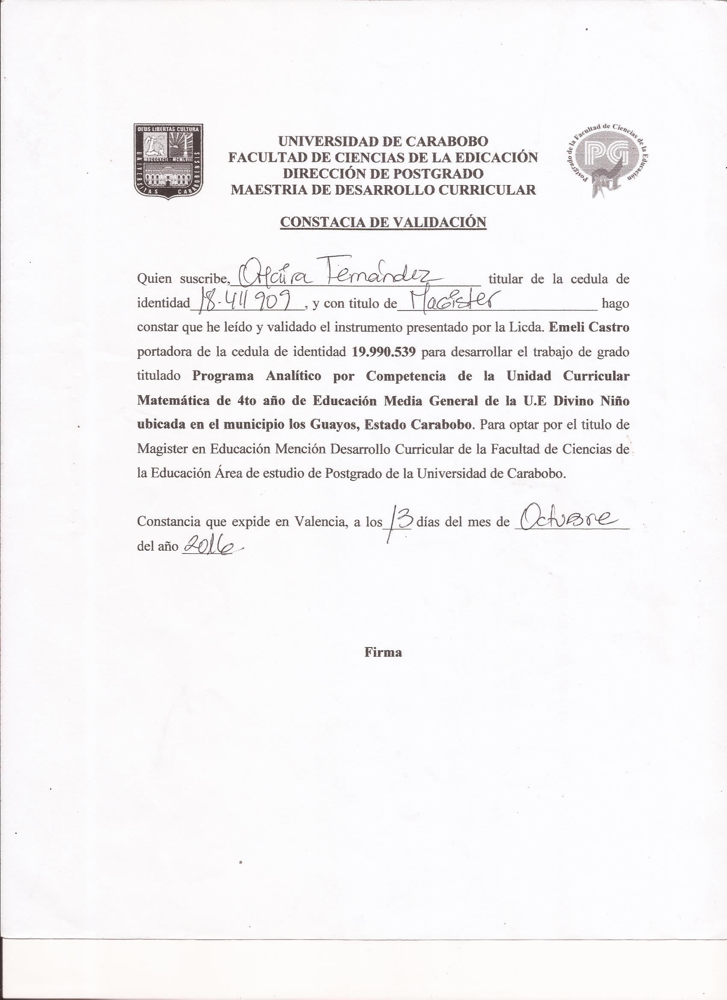 DEUS LIBERTAS CULTURA
MDCCCXCII - MCMLVIII
UNIVERSITAS CARABOBENSIS
Postgrado de la Facultad de Ciencias de la Educación
PG
UNIVERSIDAD DE CARABOBO
FACULTAD DE CIENCIAS DE LA EDICACIÓN
DIRECCIÓN DE POSTGRADO
MAESTRIA DE DESARROLLO CURRICULAR
CONSTACIA DE VALIDACIÓN
Quien suscribe, Fernández titular de la cedula de
identidad 18.411909, y con titulo de Magister hago
constar que he leído y validado el instrumento presentado por la Licda. Emeli Castro
portadora de la cedula de identidad 19.990.539 para desarrollar el trabajo de grado
titulado Programa Analítico por Competencia de la Unidad Curricular
Matemática de 4to año de Educación Media General de la U.E Divino Niño
ubicada en el municipio los Guayos, Estado Carabobo. Para optar por el titulo de
Magister en Educación Mención Desarrollo Curricular de la Facultad de Ciencias de
la Educación Área de estudio de Postgrado de la Universidad de Carabobo.
Constancia que expide en Valencia, a los 13 días del mes de Octubre
del año 2016
Firma